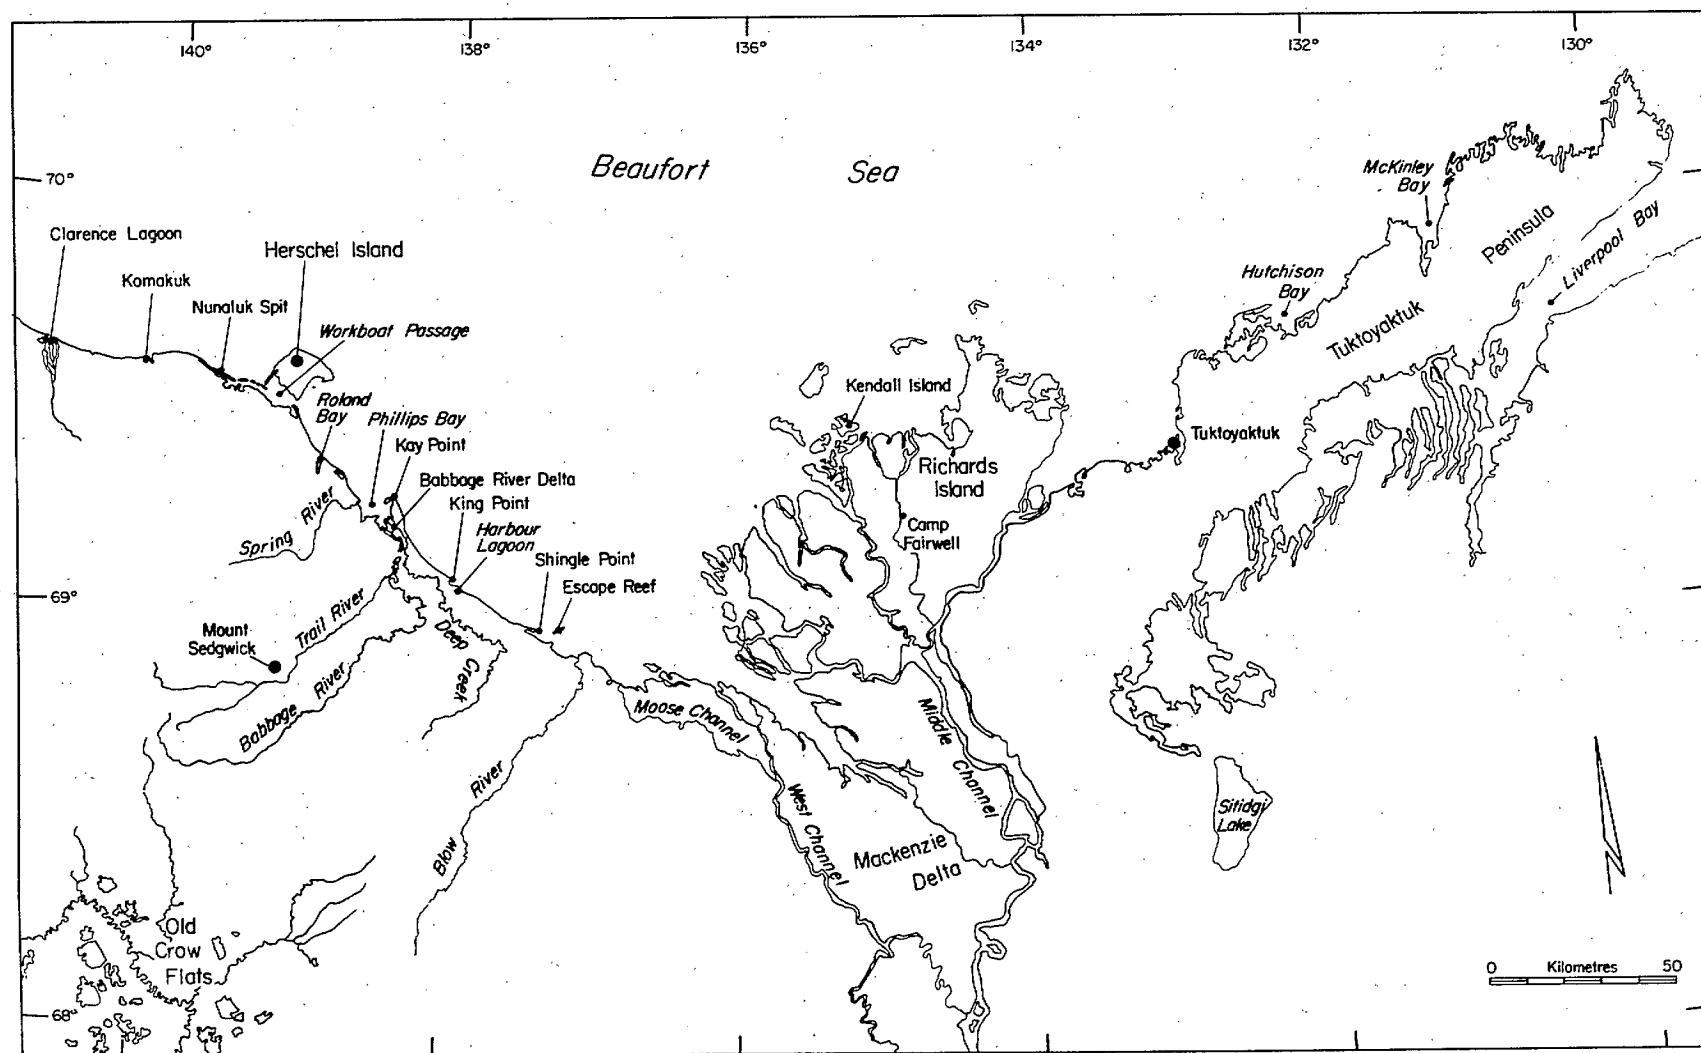 140°
138°
136°
134°
132°
130°
Beaufort Sea
70°
McKinley
Bay
Peninsula
Liverpool Bay
Clarence Lagoon
Herschel Island
Komakuk
Nunaluk Spit
Workboat Passage
Hutchison
Bay
Tuktoyaktuk
Roland
Bay
Phillips Bay
Kay Point
Kendall Island
Tuktoyaktuk
Babbage River Delta
King Point
Richards
Island
Spring River
Harbour
Lagoon
Shingle Point
Escape Reef
Camp
Fairwell
69°
Trail River
Mount
Sedgwick
Deep Creek
Babbage River
Moose Channel
Middle Channel
Blow River
West Channel
Mackenzie
Delta
Sitidgi
Lake
Old
Crow
Flats
0 Kilometres 50
68°